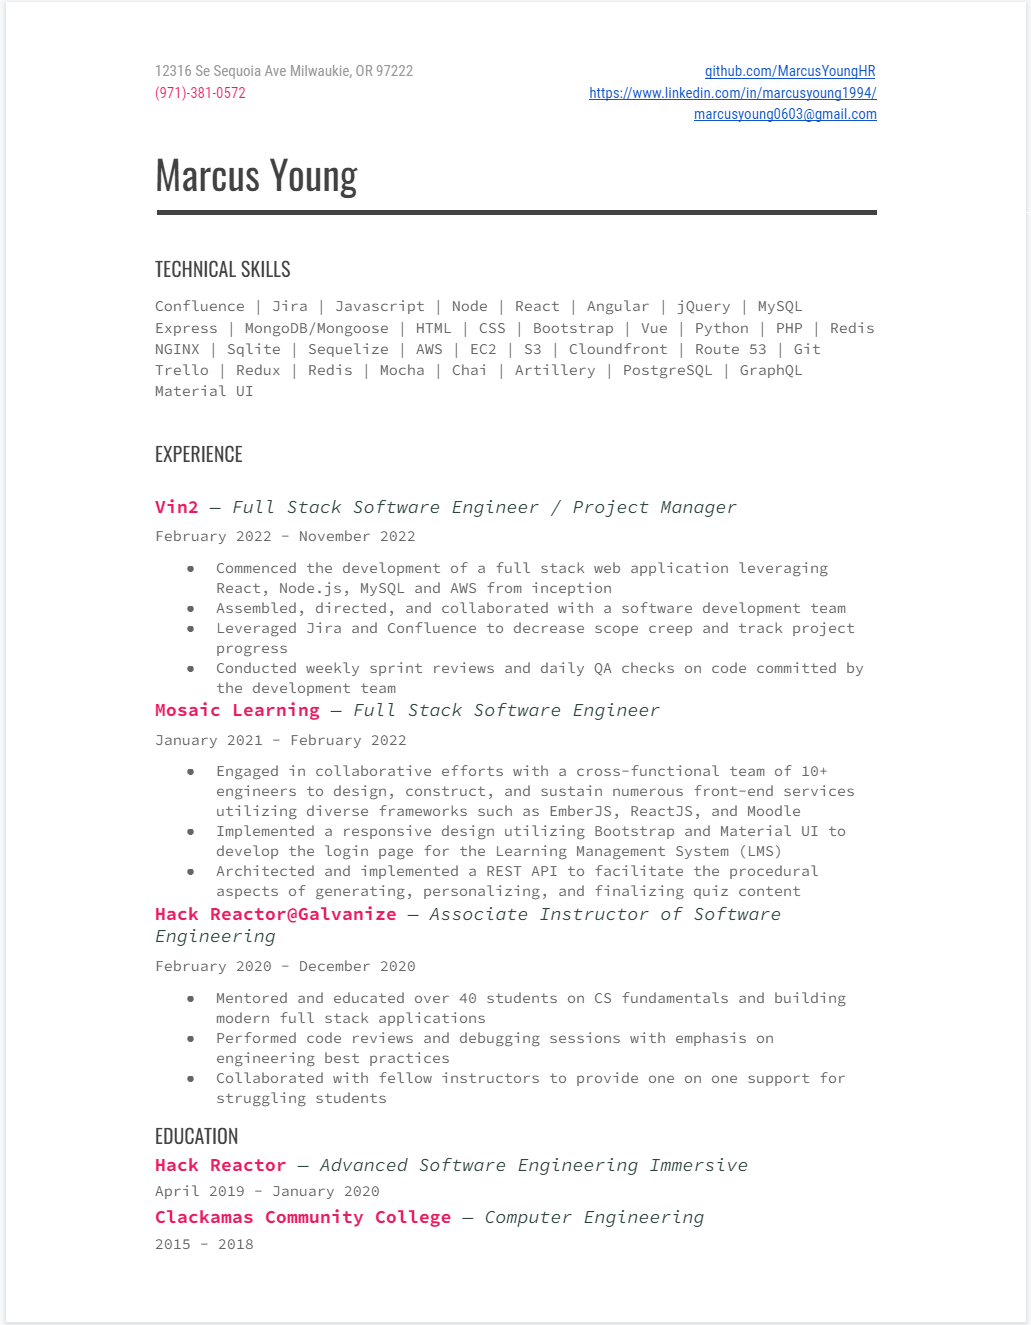 12316 Se Sequoia Ave Milwaukie, OR 97222
(971)-381-0572
github.com/MarcusYoungHR
https://www.linkedin.com/in/marcusyoung1994/
marcusyoung0603@gmail.com
Marcus Young
TECHNICAL SKILLS
Confluence | Jira | Javascript | Node | React | Angular | jQuery | MySQL
Express | MongoDB/Mongoose | HTML | CSS | Bootstrap | Vue | Python | PHP | Redis
NGINX | Sqlite | Sequelize | AWS | EC2 | S3 | Cloundfront | Route 53 | Git
Trello | Redux | Redis | Mocha | Chai | Artillery | PostgreSQL | GraphQL
Material UI
EXPERIENCE
Vin2 — Full Stack Software Engineer / Project Manager
February 2022 - November 2022
● Commenced the development of a full stack web application leveraging
React, Node.js, MySQL and AWS from inception
● Assembled, directed, and collaborated with a software development team
● Leveraged Jira and Confluence to decrease scope creep and track project
progress
● Conducted weekly sprint reviews and daily QA checks on code committed by
the development team
Mosaic Learning — Full Stack Software Engineer
January 2021 - February 2022
● Engaged in collaborative efforts with a cross-functional team of 10+
engineers to design, construct, and sustain numerous front-end services
utilizing diverse frameworks such as EmberJS, ReactJS, and Moodle
● Implemented a responsive design utilizing Bootstrap and Material UI to
develop the login page for the Learning Management System (LMS)
● Architected and implemented a REST API to facilitate the procedural
aspects of generating, personalizing, and finalizing quiz content
Hack Reactor@Galvanize — Associate Instructor of Software
Engineering
February 2020 - December 2020
● Mentored and educated over 40 students on CS fundamentals and building
modern full stack applications
● Performed code reviews and debugging sessions with emphasis on
engineering best practices
● Collaborated with fellow instructors to provide one on one support for
struggling students
EDUCATION
Hack Reactor — Advanced Software Engineering Immersive
April 2019 - January 2020
Clackamas Community College — Computer Engineering
2015 - 2018